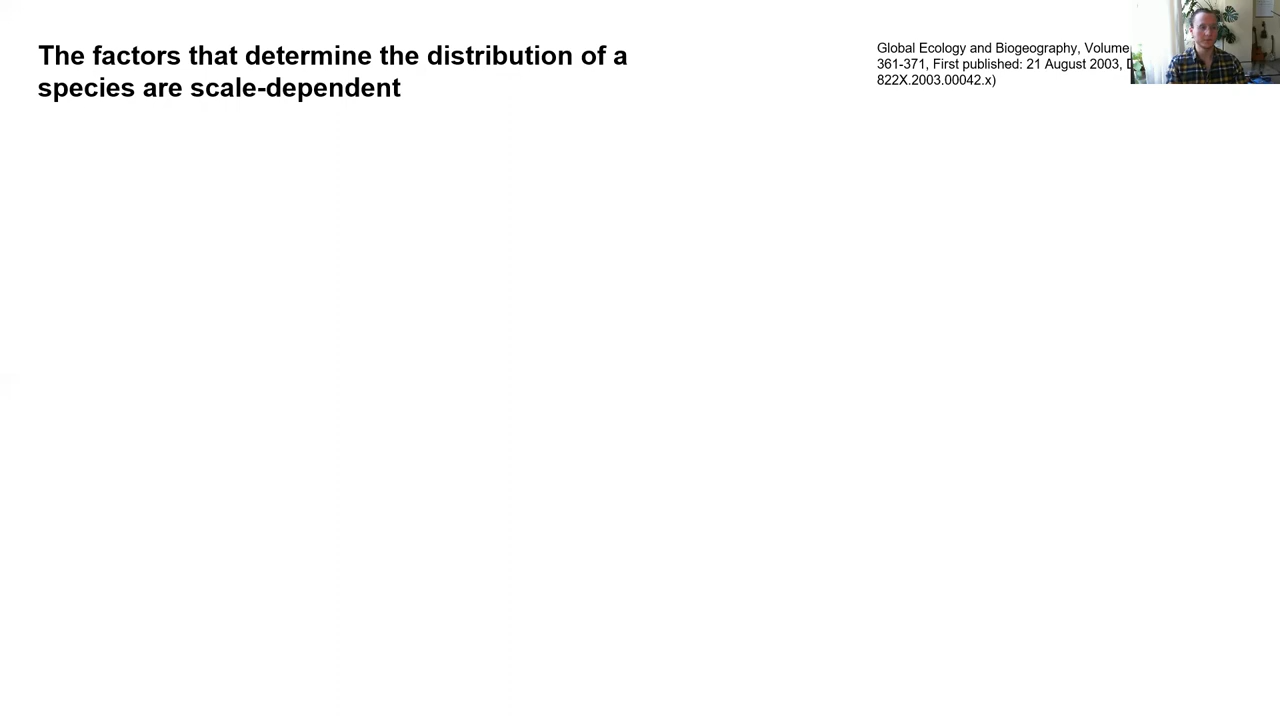 The factors that determine the distribution of a
species are scale-dependent
Global Ecology and Biogeography, Volume
361-371, First published: 21 August 2003,
822X.2003.00042.x)